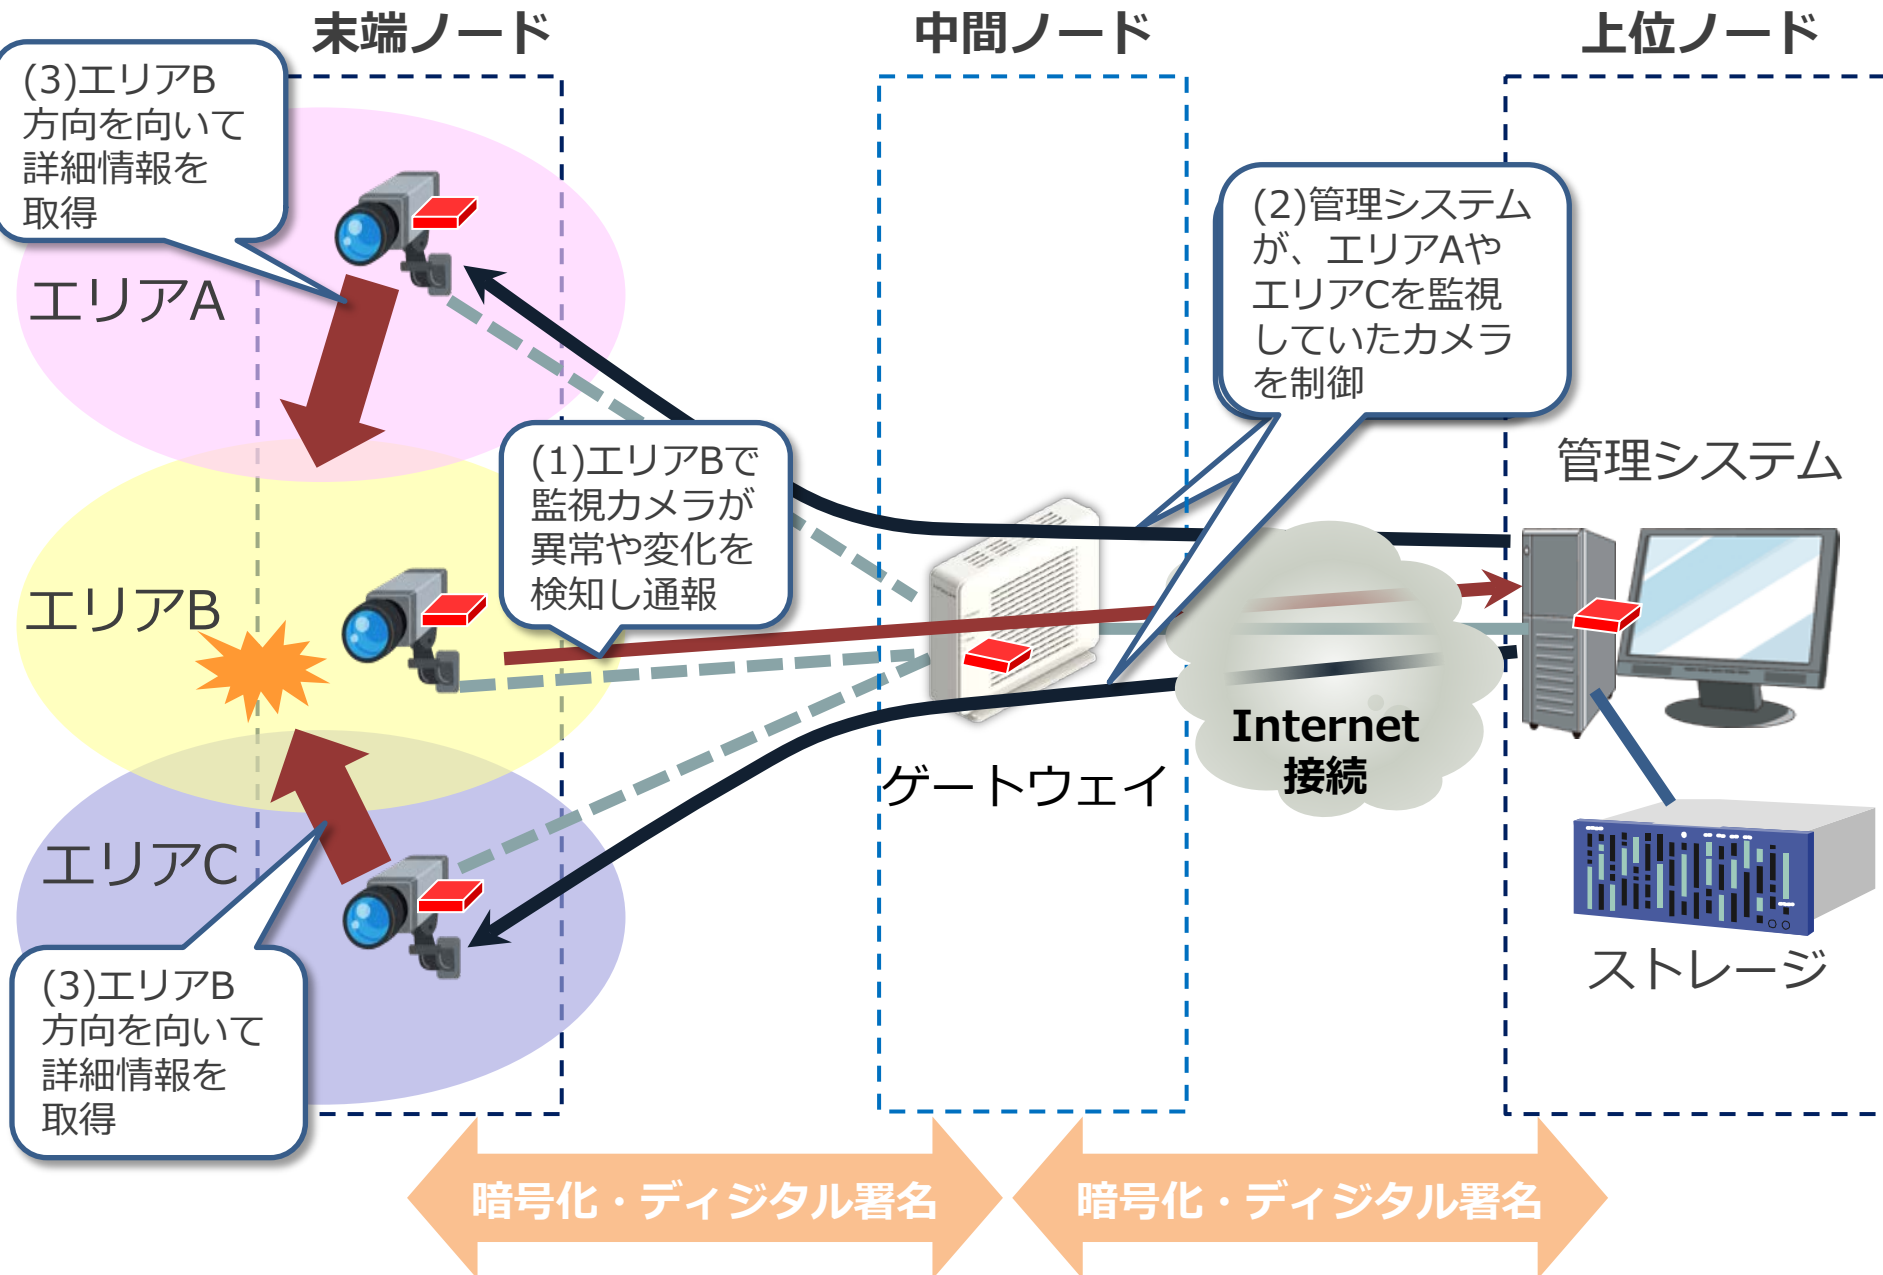 末端ノード
中間ノード
上位ノード
(3)エリアB
方向を向いて
詳細情報を
取得
エリアA
(2)管理システム
が、エリアAや
エリアCを監視
していたカメラ
を制御
(1)エリアBで
監視カメラが
異常や変化を
検知し通報
管理システム
エリアB
Internet
接続
ゲートウェイ
エリアC
ストレージ
(3)エリアB
方向を向いて
詳細情報を
取得
暗号化・ディジタル署名
暗号化・ディジタル署名